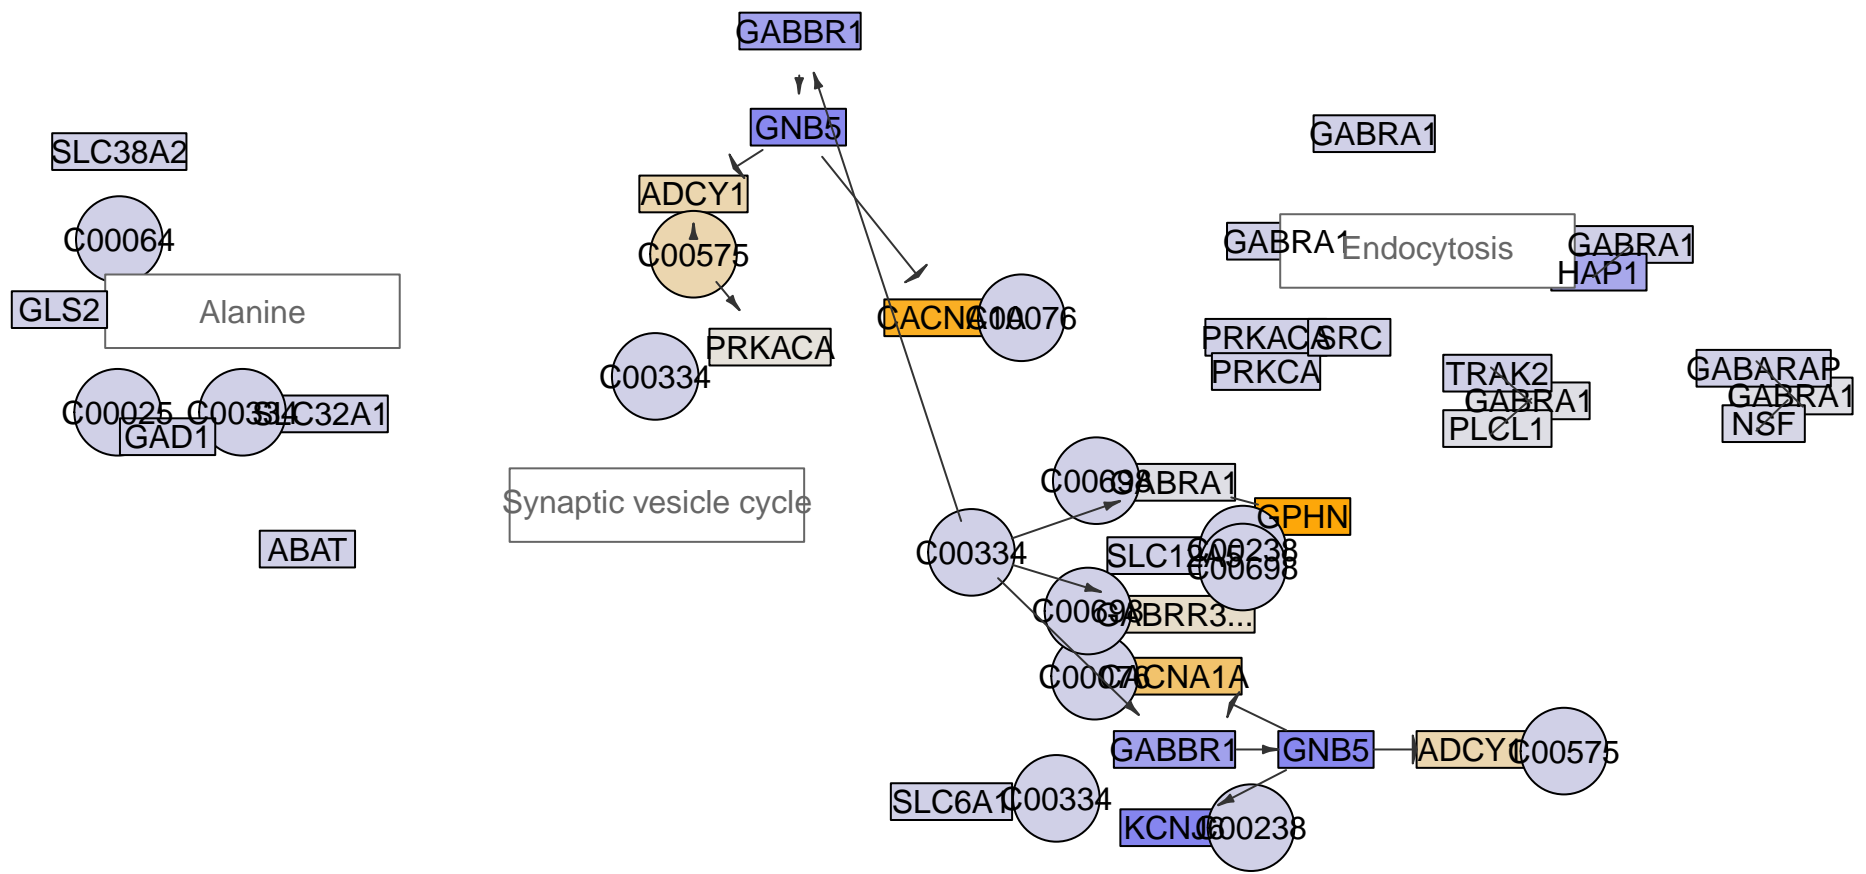 GABBR1
GNB5
SLC38A2
GABRA1
ADCY1
C00064
C00575
GABRA1
Endocytosis
GABRA1
HAP1
GLS2
Alanine
CACNA1A
C00076
PRKACA
PRKACA
SRC
C00334
PRKCA
TRAK2
GABARAP
GABRA1
GABRA1
C00025
C00334
SLC32A1
GAD1
PLCL1
NSF
Synaptic vesicle cycle
C00698
GABRA1
GPHN
ABAT
C00334
SLC12A5
C00238
C00698
C00698
GABRR3...
C00076
CACNA1A
GABBR1
GNB5
ADCY1
C00575
SLC6A1
C00334
KCNJ6
C00238